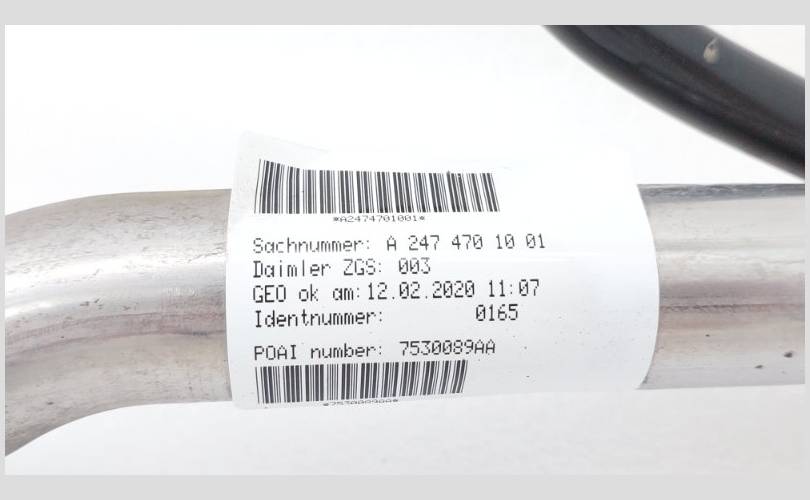 *A2474701001*
Sachnummer: A 247 470 10 01
Daimler ZGS: 003
GEO ok am:12.02.2020 11:07
Identnummer: 0165
POAI number: 7530089AA
*7530089AA*